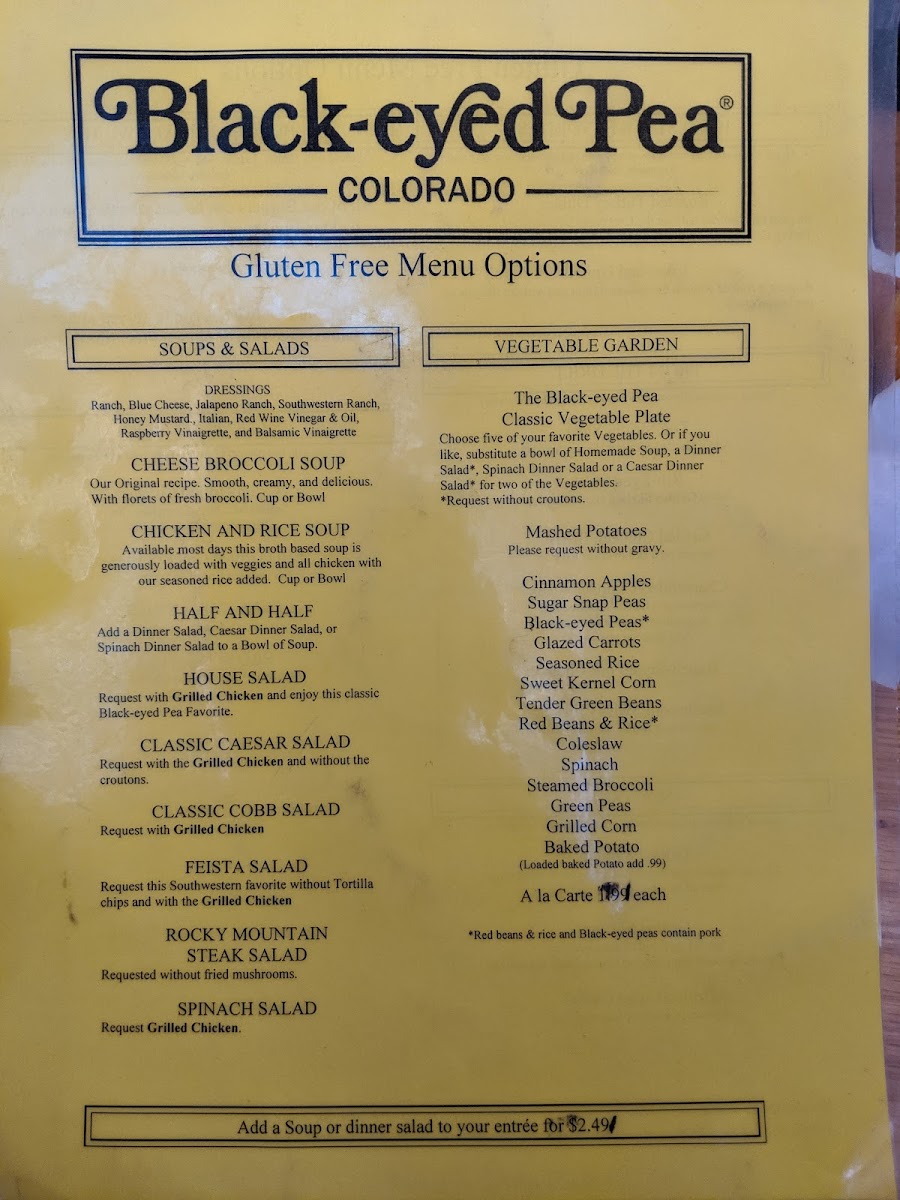 Black-eyed Pea®
COLORADO
Gluten Free Menu Options
SOUPS & SALADS
DRESSINGS
Ranch, Blue Cheese, Jalapeno Ranch, Southwestern Ranch,
Honey Mustard., Italian, Red Wine Vinegar & Oil,
Raspberry Vinaigrette, and Balsamic Vinaigrette
CHEESE BROCCOLI SOUP
Our Original recipe. Smooth, creamy, and delicious.
With florets of fresh broccoli. Cup or Bowl
CHICKEN AND RICE SOUP
Available most days this broth based soup is
generously loaded with veggies and all chicken with
our seasoned rice added. Cup or Bowl
HALF AND HALF
Add a Dinner Salad, Caesar Dinner Salad, or
Spinach Dinner Salad to a Bowl of Soup.
HOUSE SALAD
Request with Grilled Chicken and enjoy this classic
Black-eyed Pea Favorite.
CLASSIC CAESAR SALAD
Request with the Grilled Chicken and without the
croutons.
CLASSIC COBB SALAD
Request with Grilled Chicken
FEISTA SALAD
Request this Southwestern favorite without Tortilla
chips and with the Grilled Chicken
ROCKY MOUNTAIN
STEAK SALAD
Requested without fried mushrooms.
SPINACH SALAD
Request Grilled Chicken.
VEGETABLE GARDEN
The Black-eyed Pea
Classic Vegetable Plate
Choose five of your favorite Vegetables. Or if you
like, substitute a bowl of Homemade Soup, a Dinner
Salad*, Spinach Dinner Salad or a Caesar Dinner
Salad* for two of the Vegetables.
*Request without croutons.
Mashed Potatoes
Please request without gravy.
Cinnamon Apples
Sugar Snap Peas
Black-eyed Peas*
Glazed Carrots
Seasoned Rice
Sweet Kernel Corn
Tender Green Beans
Red Beans & Rice*
Coleslaw
Spinach
Steamed Broccoli
Green Peas
Grilled Corn
Baked Potato
(Loaded baked Potato add .99)
A la Carte each
*Red beans & rice and Black-eyed peas contain pork
Add a Soup or dinner salad to your entrée for $2.49